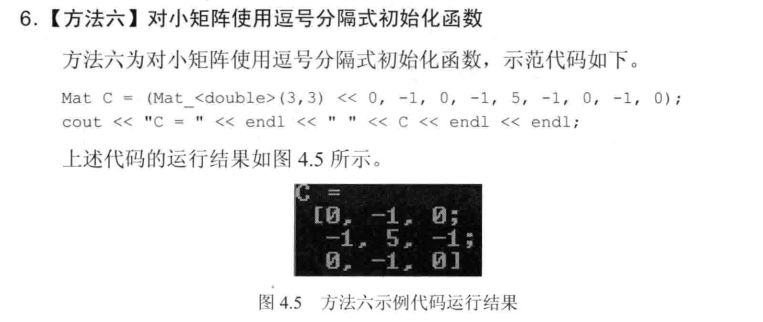 6.【方法六】对小矩阵使用逗号分隔式初始化函数
方法六为对小矩阵使用逗号分隔式初始化函数，示范代码如下。
Mat C = (Mat_<double>(3,3) << 0, -1, 0, -1, 5, -1, 0, -1, 0);
cout << "C = " << endl << " " << C << endl << endl;
上述代码的运行结果如图 4.5 所示。
C =
[0, -1, 0;
-1, 5, -1;
0, -1, 0]
图 4.5 方法六示例代码运行结果